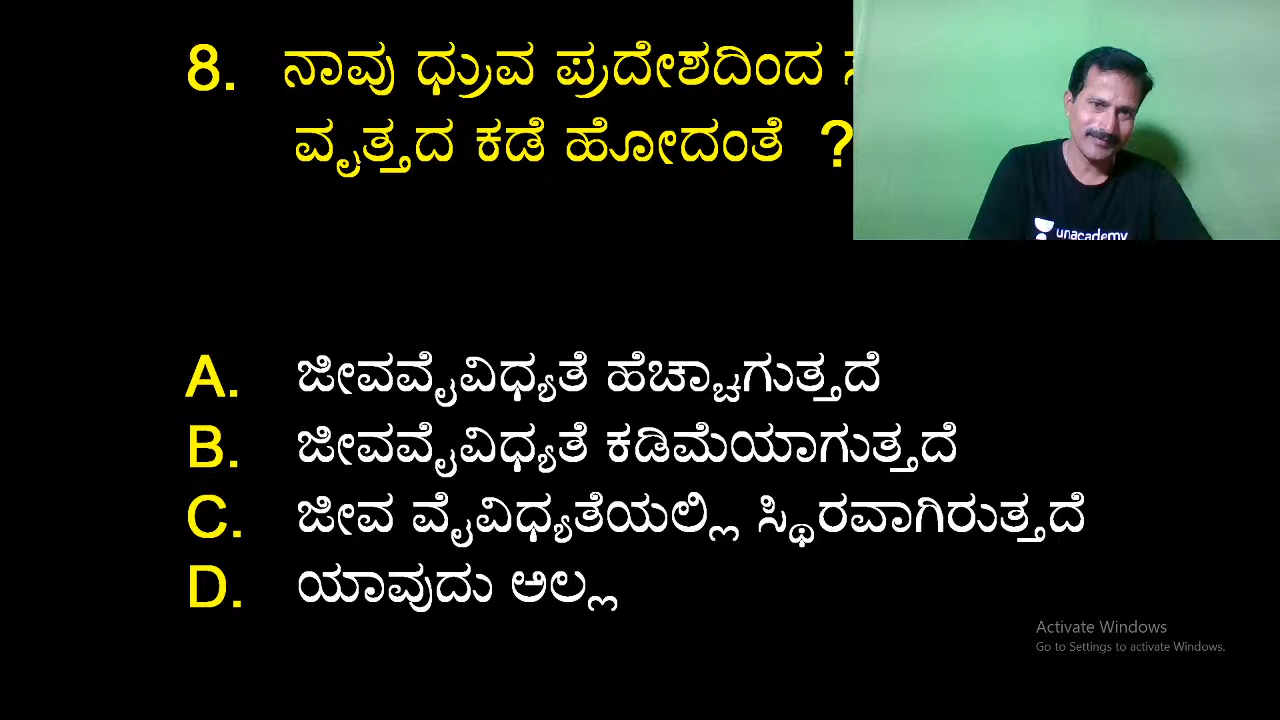 8. ನಾವು ಧ್ರುವ ಪ್ರದೇಶದಿಂದ
ವೃತ್ತದ ಕಡೆ ಹೋದಂತೆ ?
unacademy
A. ಜೀವವೈವಿಧ್ಯತೆ ಹೆಚ್ಚಾಗುತ್ತದೆ
B. ಜೀವವೈವಿಧ್ಯತೆ ಕಡಿಮೆಯಾಗುತ್ತದೆ
C. ಜೀವ ವೈವಿಧ್ಯತೆಯಲ್ಲಿ ಸ್ಥಿರವಾಗಿರುತ್ತದೆ
D. ಯಾವುದು ಅಲ್ಲ
Activate Windows
Go to Settings to activate Windows.